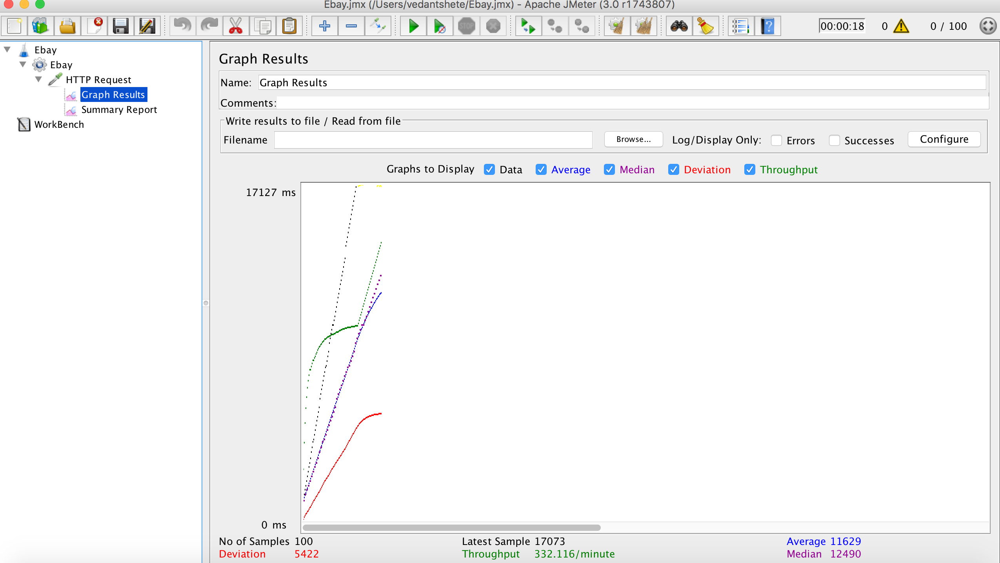 Ebay.jmx (/Users/vedantshete/Ebay.jmx) - Apache JMeter (3.0 r1743807)
STOP
?
00:00:18 0 0 / 100
Ebay
Ebay
HTTP Request
Graph Results
Summary Report
WorkBench
Graph Results
Name: Graph Results
Comments:
Write results to file / Read from file
Filename Browse... Log/Display Only: Errors Successes Configure
Graphs to Display Data Average Median Deviation Throughput
17127 ms
0 ms
No of Samples 100 Latest Sample 17073 Average 11629
Deviation 5422 Throughput 332.116/minute Median 12490